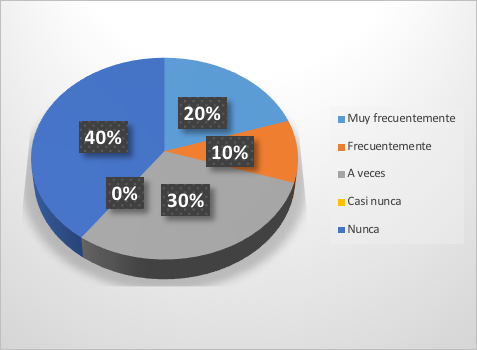 20%
10%
30%
0%
40%
Muy frecuentemente
Frecuentemente
A veces
Casi nunca
Nunca